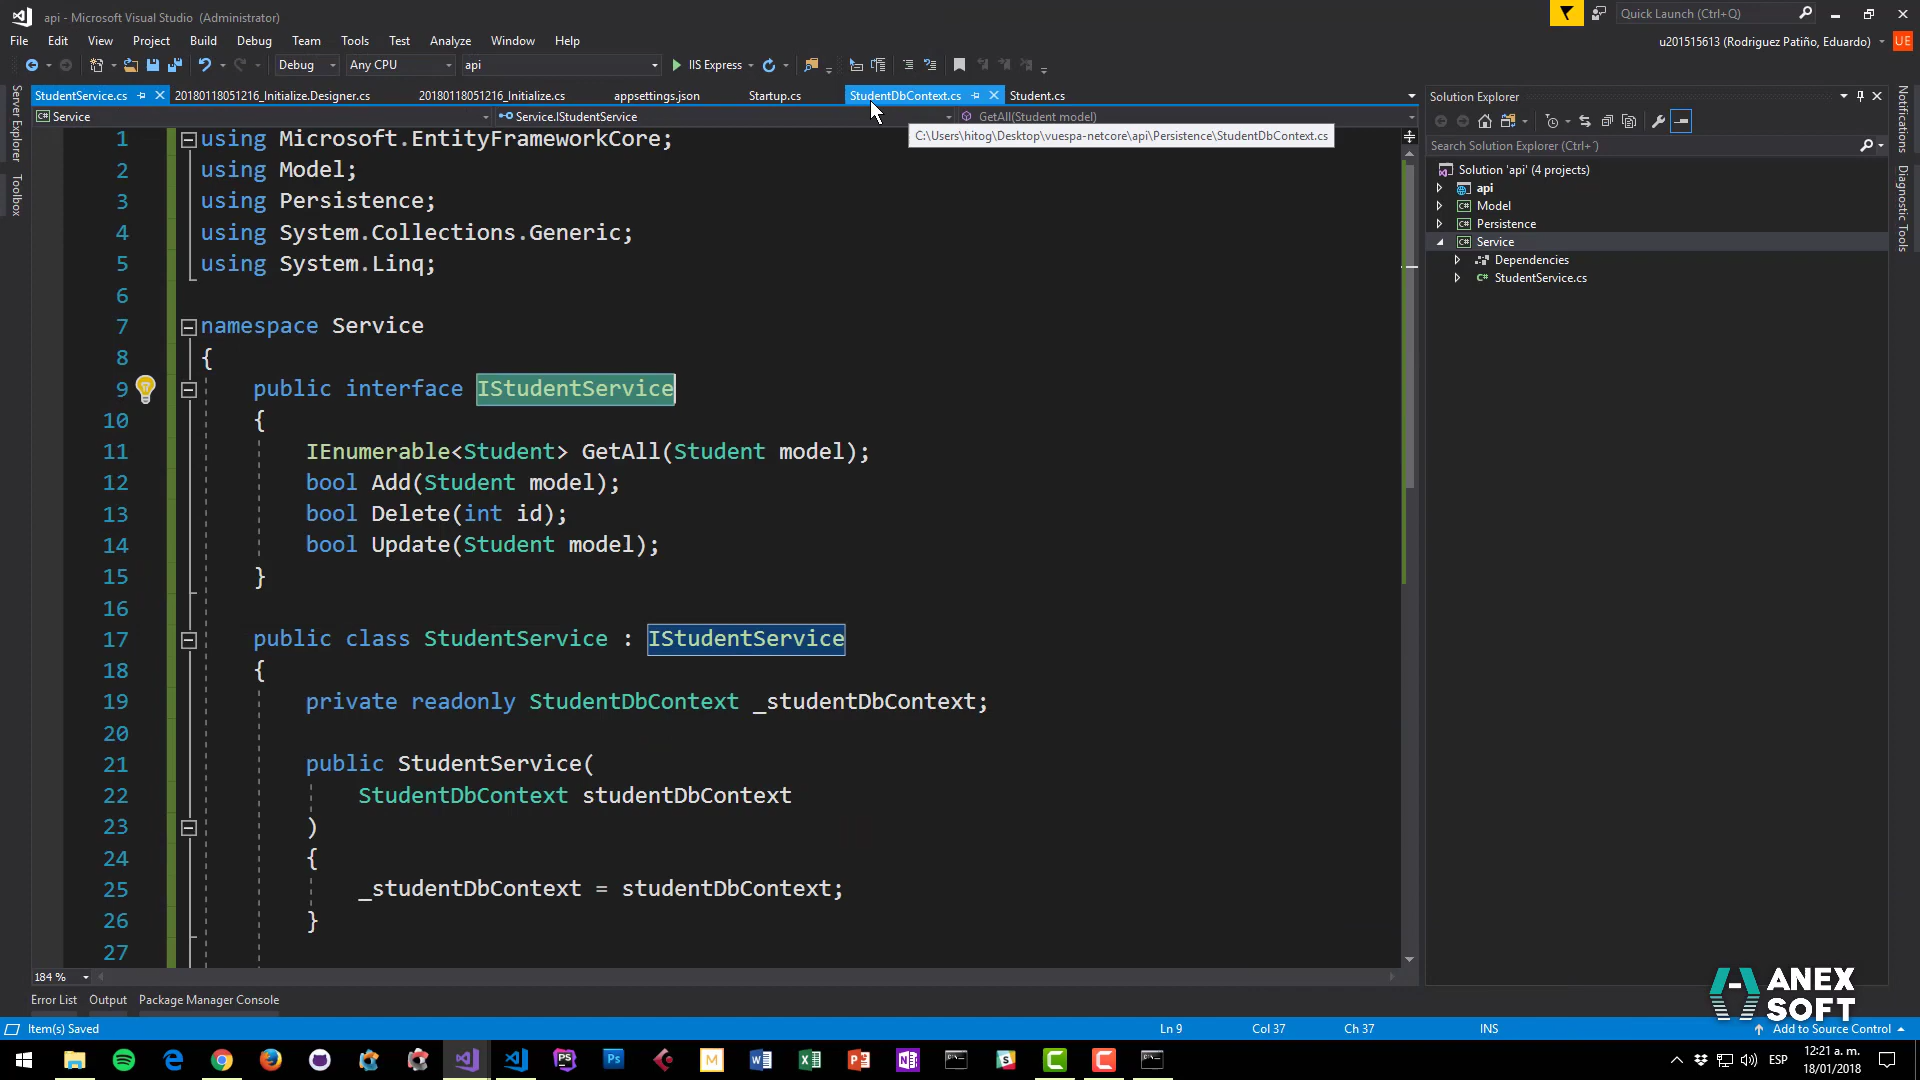 api - Microsoft Visual Studio (Administrator)
Quick Launch (Ctrl+Q)
File Edit View Project Build Debug Team Tools Test Analyze Window Help
u201515613 (Rodriguez Patiño, Eduardo) UE
Debug Any CPU api IIS Express
StudentService.cs 20180118051216_Initialize.Designer.cs 20180118051216_Initialize.cs appsettings.json Startup.cs StudentDbContext.cs Student.cs
Service Service.IStudentService GetAll(Student model)
C:\Users\hitog\Desktop\vuespa-netcore\api\Persistence\StudentDbContext.cs
Server Explorer
Toolbox
1 using Microsoft.EntityFrameworkCore;
2 using Model;
3 using Persistence;
4 using System.Collections.Generic;
5 using System.Linq;
6
7 namespace Service
8 {
9 public interface IStudentService
10 {
11 IEnumerable<Student> GetAll(Student model);
12 bool Add(Student model);
13 bool Delete(int id);
14 bool Update(Student model);
15 }
16
17 public class StudentService : IStudentService
18 {
19 private readonly StudentDbContext _studentDbContext;
20
21 public StudentService(
22 StudentDbContext studentDbContext
23 )
24 {
25 _studentDbContext = studentDbContext;
26 }
27
184 %
Solution Explorer
Search Solution Explorer (Ctrl+´)
Solution 'api' (4 projects)
api
Model
Persistence
Service
Dependencies
StudentService.cs
Notifications
Diagnostic Tools
Error List Output Package Manager Console
ANEX
SOFT
Item(s) Saved Ln 9 Col 37 Ch 37 INS Add to Source Control
ESP
12:21 a. m.
18/01/2018